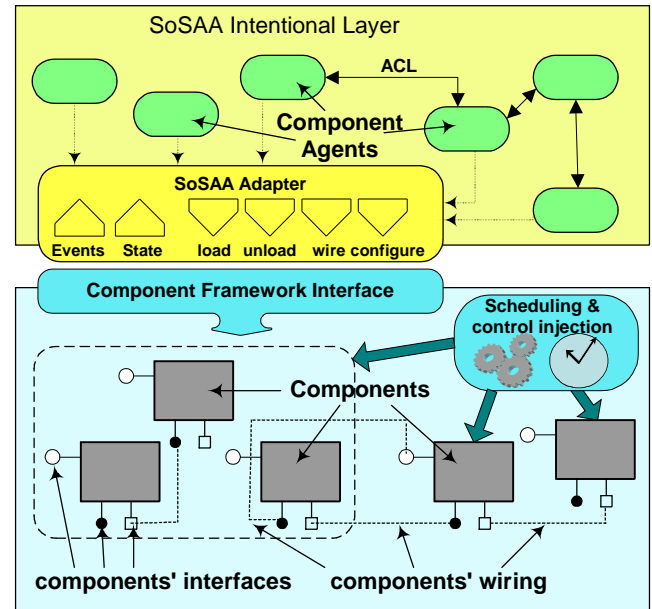 SoSAA Intentional Layer
ACL
Component
Agents
SoSAA Adapter
Events State load unload wire configure
Component Framework Interface
Scheduling &
control injection
Components
components' interfaces components' wiring